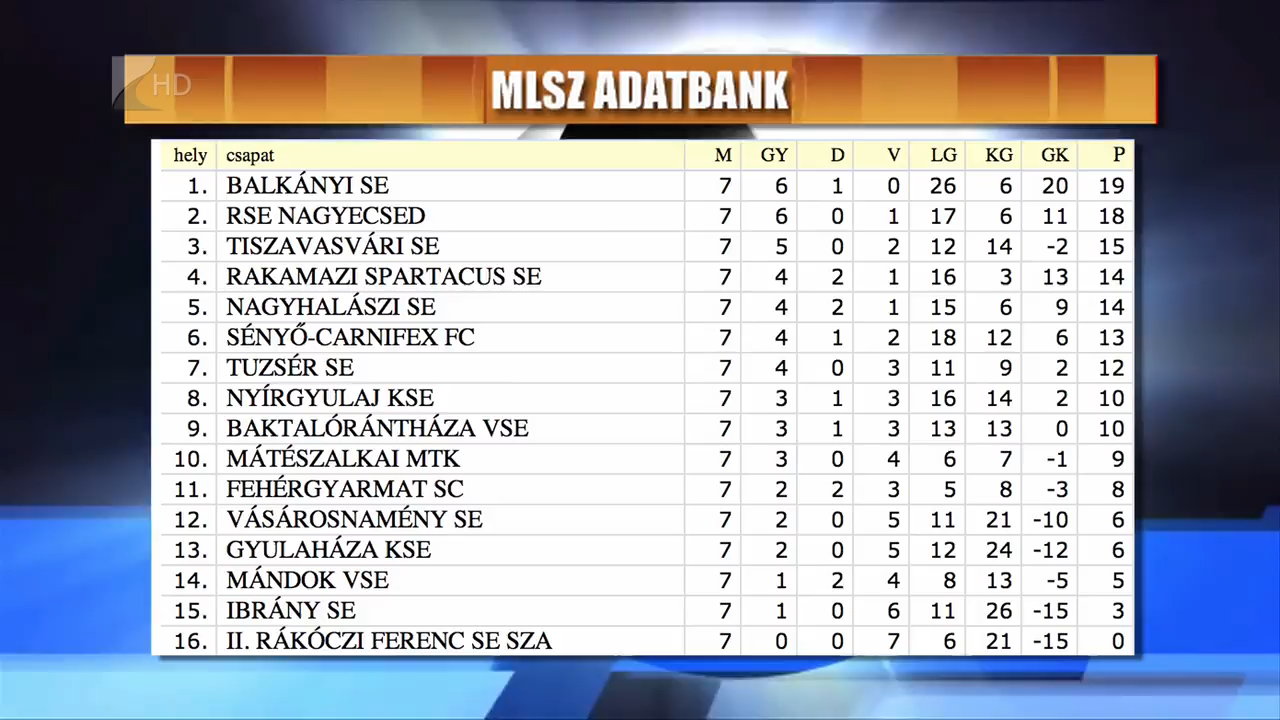 HD
MLSZ ADATBANK
hely csapat M GY D V LG KG GK P
1. BALKÁNYI SE 7 6 1 0 26 6 20 19
2. RSE NAGYECSED 7 6 0 1 17 6 11 18
3. TISZAVASVÁRI SE 7 5 0 2 12 14 -2 15
4. RAKAMAZI SPARTACUS SE 7 4 2 1 16 3 13 14
5. NAGYHALÁSZI SE 7 4 2 1 15 6 9 14
6. SÉNYŐ-CARNIFEX FC 7 4 1 2 18 12 6 13
7. TUZSÉR SE 7 4 0 3 11 9 2 12
8. NYÍRGYULAJ KSE 7 3 1 3 16 14 2 10
9. BAKTALÓRÁNTHÁZA VSE 7 3 1 3 13 13 0 10
10. MÁTÉSZALKAI MTK 7 3 0 4 6 7 -1 9
11. FEHÉRGYARMAT SC 7 2 2 3 5 8 -3 8
12. VÁSÁROSNAMÉNY SE 7 2 0 5 11 21 -10 6
13. GYULAHÁZA KSE 7 2 0 5 12 24 -12 6
14. MÁNDOK VSE 7 1 2 4 8 13 -5 5
15. IBRÁNY SE 7 1 0 6 11 26 -15 3
16. II. RÁKÓCZI FERENC SE SZA 7 0 0 7 6 21 -15 0